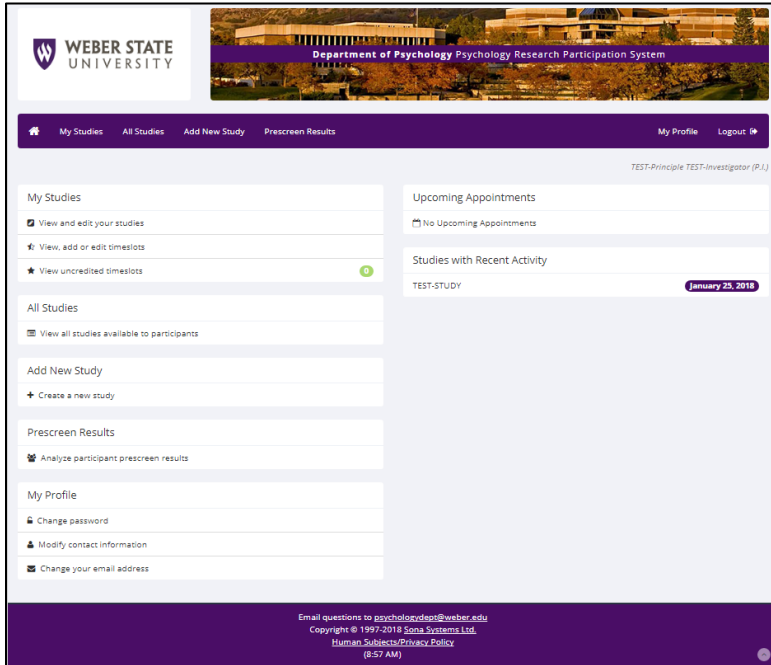 WEBER STATE
UNIVERSITY
Department of Psychology Psychology Research Participation System
My Studies All Studies Add New Study Prescreen Results My Profile Logout
TEST-Principle TEST-Investigator (P.I.)
My Studies
View and edit your studies
View, add or edit timeslots
View uncredited timeslots 0
All Studies
View all studies available to participants
Add New Study
Create a new study
Prescreen Results
Analyze participant prescreen results
My Profile
Change password
Modify contact information
Change your email address
Upcoming Appointments
No Upcoming Appointments
Studies with Recent Activity
TEST-STUDY January 25, 2018
Email questions to psychologydept@weber.edu
Copyright © 1997-2018 Sona Systems Ltd.
Human Subjects/Privacy Policy
(8:57 AM)